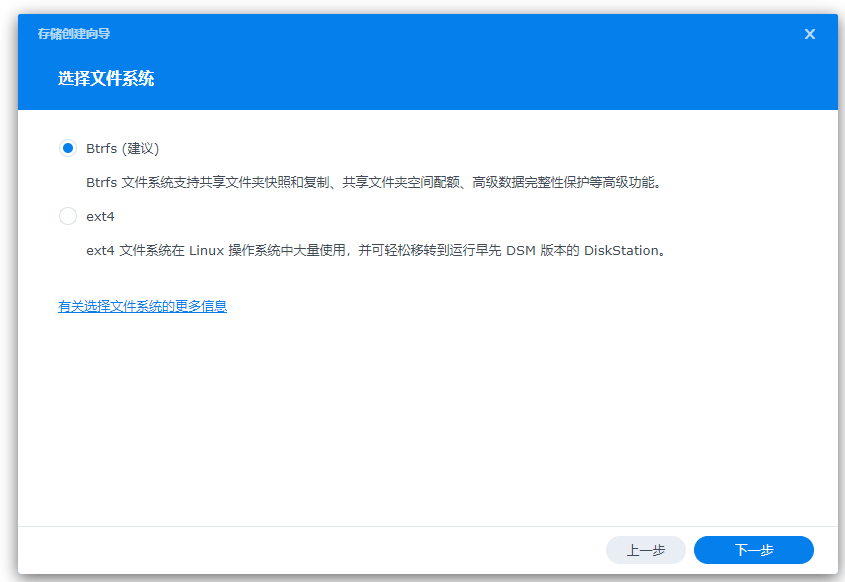 存储创建向导
选择文件系统
Btrfs (建议)
Btrfs 文件系统支持共享文件夹快照和复制、共享文件夹空间配额、高级数据完整性保护等高级功能。
ext4
ext4 文件系统在 Linux 操作系统中大量使用，并可轻松移转到运行早先 DSM 版本的 DiskStation。
有关选择文件系统的更多信息
上一步
下一步